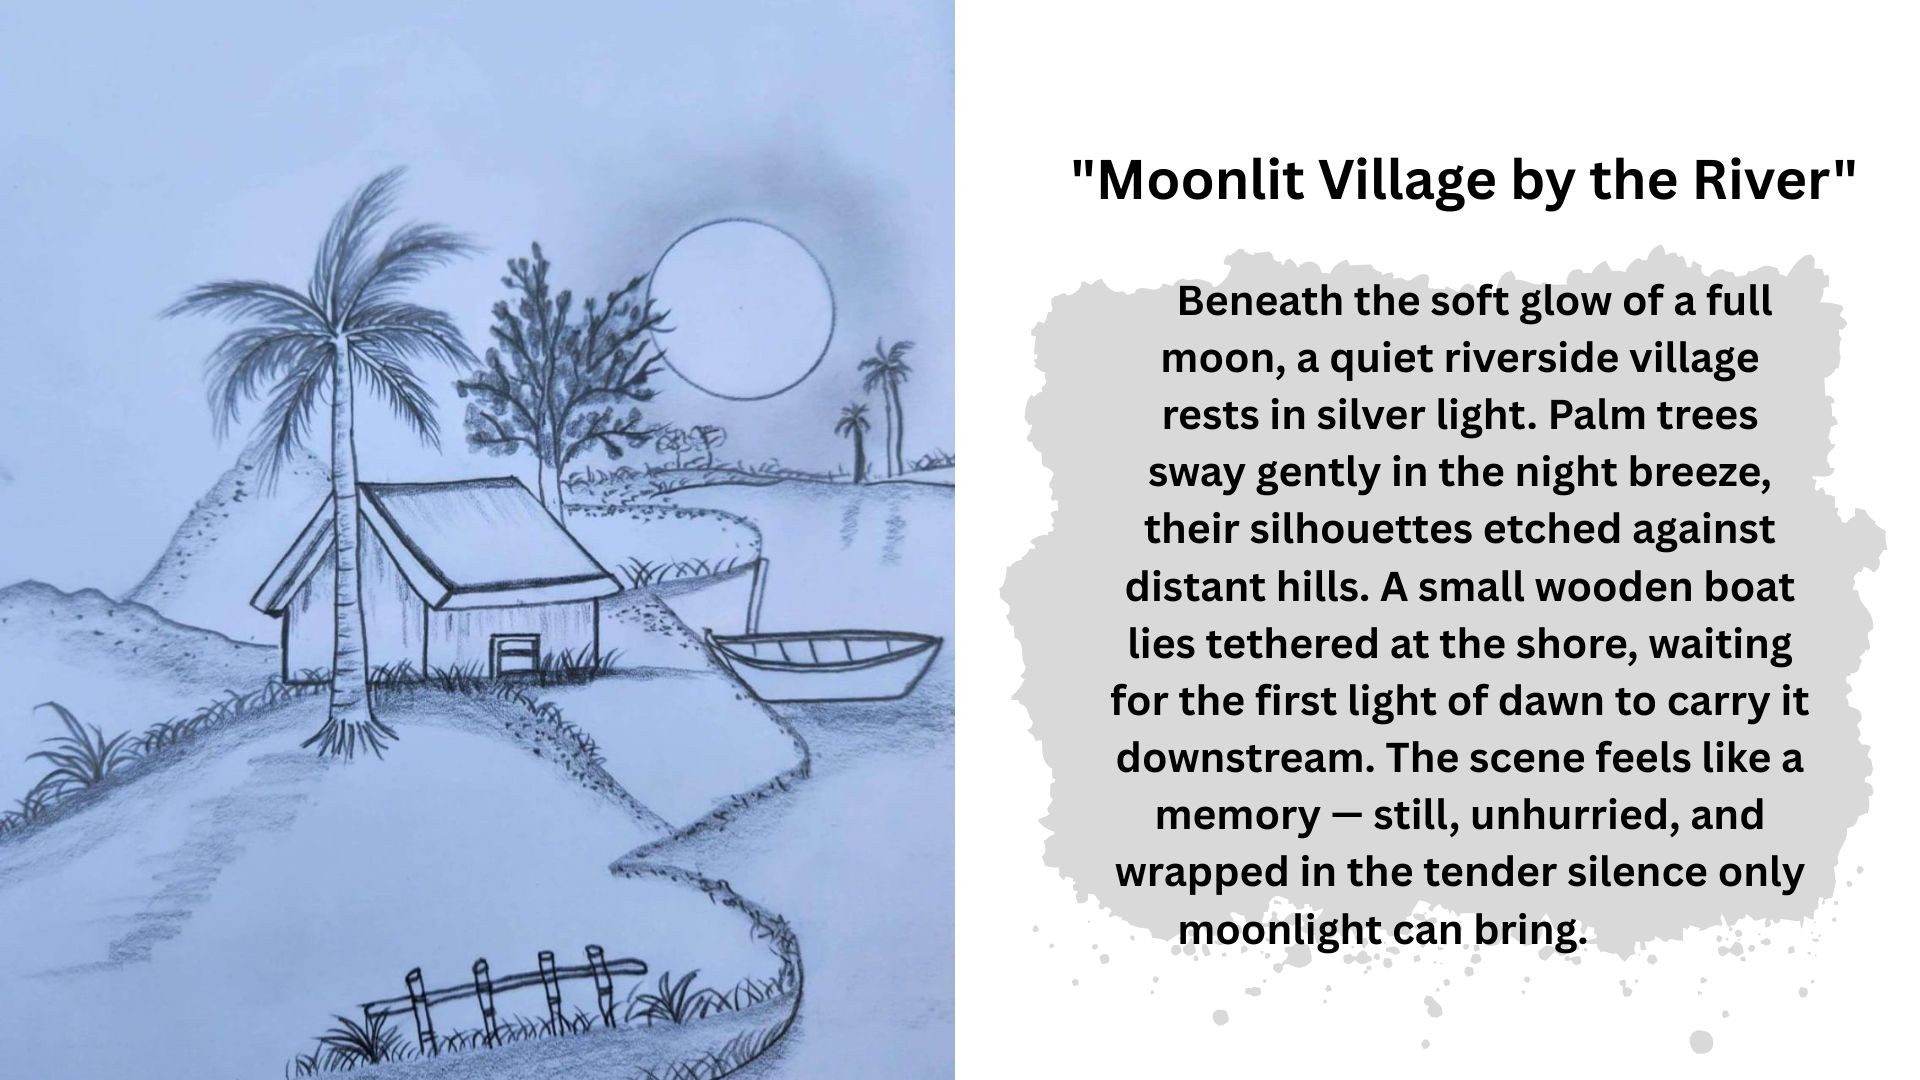 "Moonlit Village by the River"
Beneath the soft glow of a full
moon, a quiet riverside village
rests in silver light. Palm trees
sway gently in the night breeze,
their silhouettes etched against
distant hills. A small wooden boat
lies tethered at the shore, waiting
for the first light of dawn to carry it
downstream. The scene feels like a
memory — still, unhurried, and
wrapped in the tender silence only
moonlight can bring.